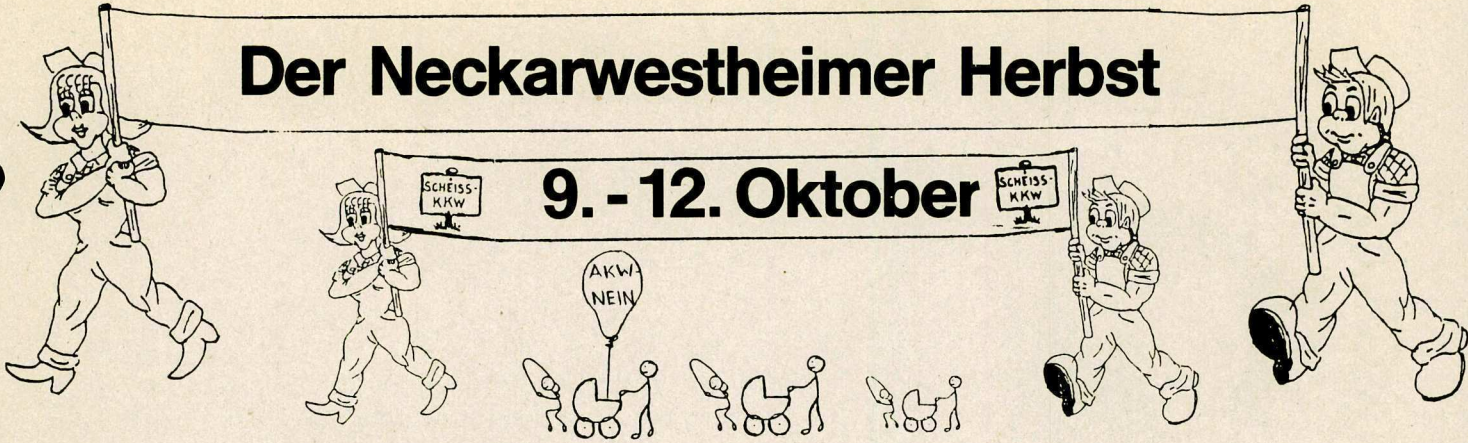 Der Neckarwestheimer Herbst
SCHEISS-
KKW
9. - 12. Oktober
SCHEISS-
KKW
AKW-
NEIN